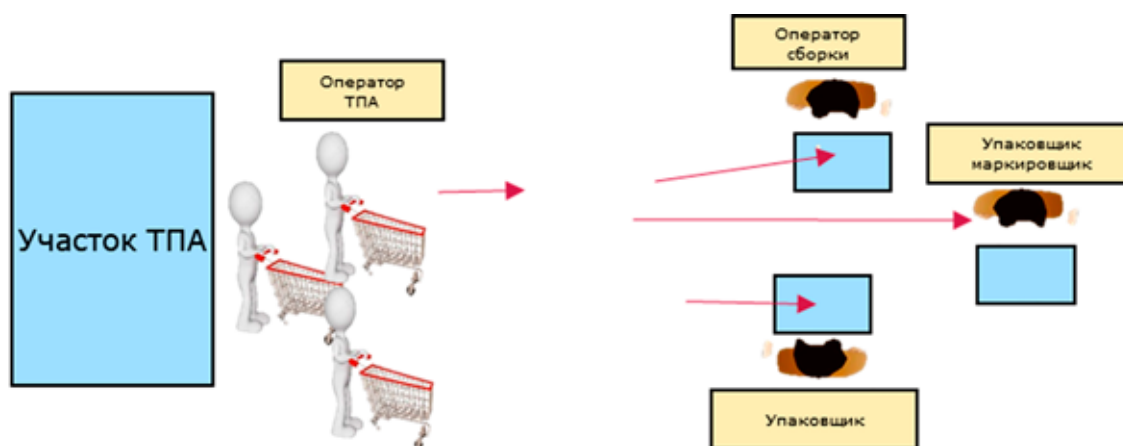 Участок ТПА
Оператор
ТПА
Оператор
сборки
Упаковщик
маркировщик
Упаковщик